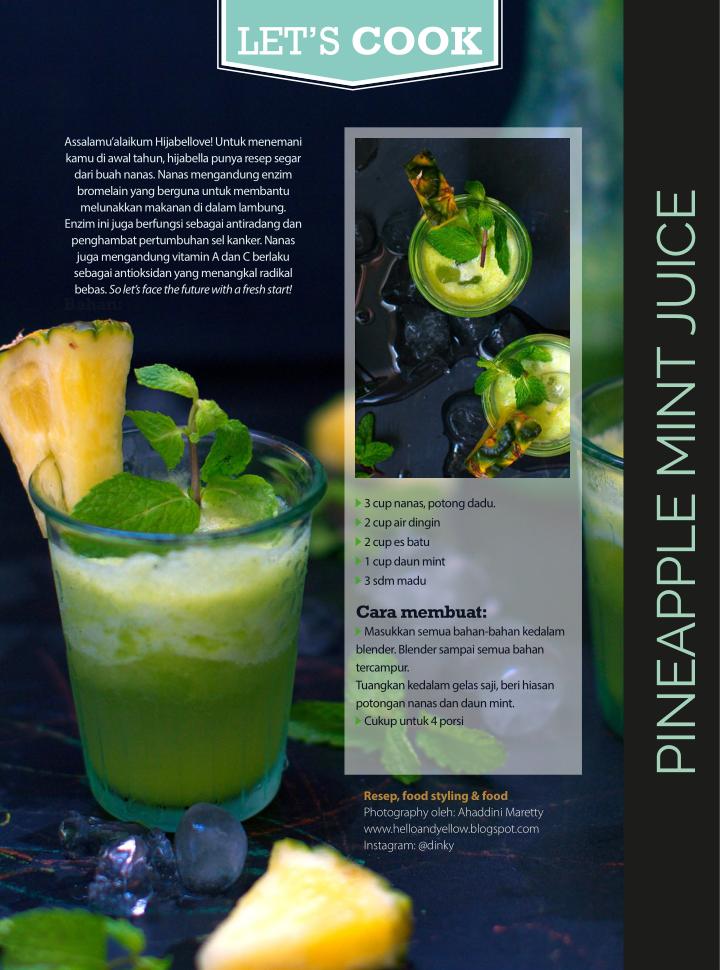 LET'S COOK
Assalamu'alaikum Hijabellove! Untuk menemani
kamu di awal tahun, hijabella punya resep segar
dari buah nanas. Nanas mengandung enzim
bromelain yang berguna untuk membantu
melunakkan makanan di dalam lambung.
Enzim ini juga berfungsi sebagai antiradang dan
penghambat pertumbuhan sel kanker. Nanas
juga mengandung vitamin A dan C berlaku
sebagai antioksidan yang menangkal radikal
bebas. So let's face the future with a fresh start!
Bahan:
3 cup nanas, potong dadu.
2 cup air dingin
2 cup es batu
1 cup daun mint
3 sdm madu
Cara membuat:
Masukkan semua bahan-bahan kedalam
blender. Blender sampai semua bahan
tercampur.
Tuangkan kedalam gelas saji, beri hiasan
potongan nanas dan daun mint.
Cukup untuk 4 porsi
Resep, food styling & food
Photography oleh: Ahaddini Maretty
www.helloandyellow.blogspot.com
Instagram: @dinky
PINEAPPLE MINT JUICE